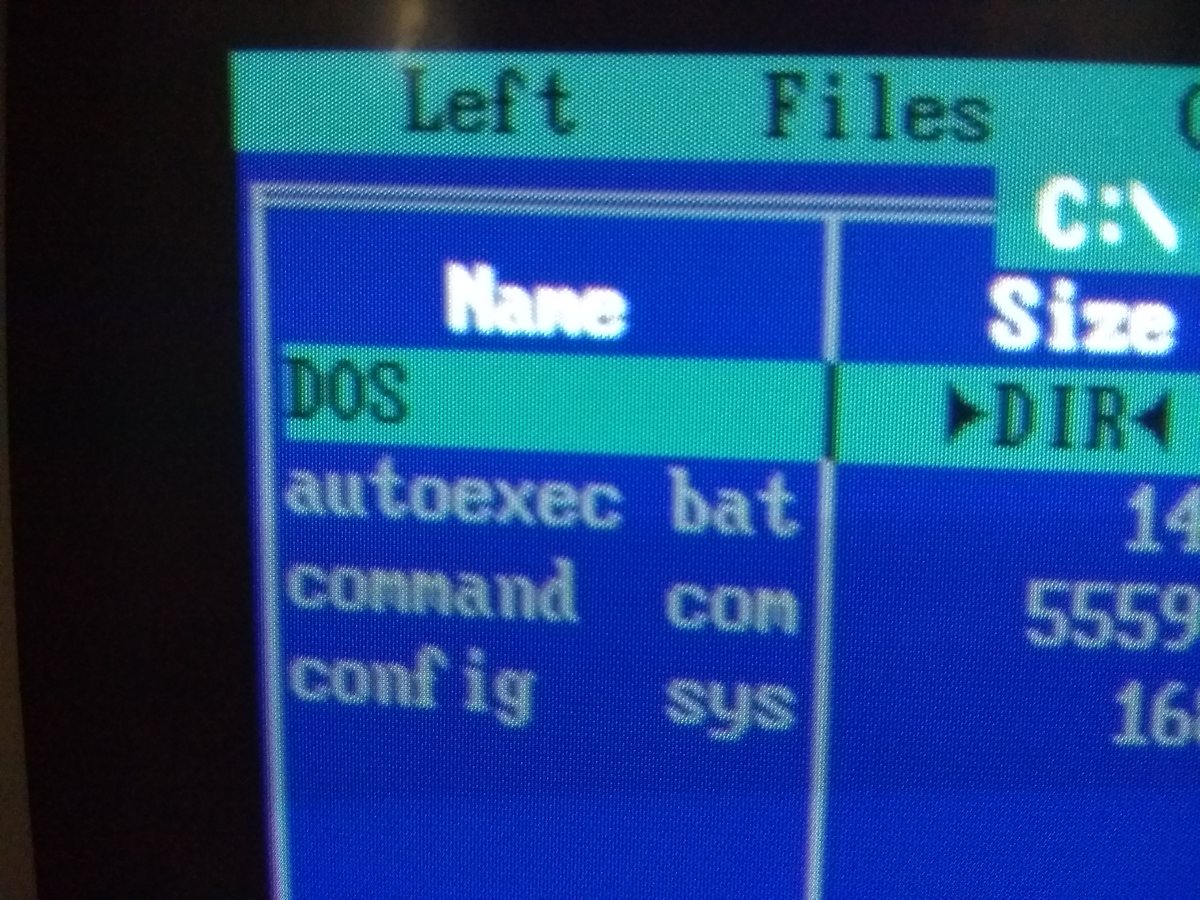 Left Files
C:\
Name Size
DOS ►DIR◄
autoexec bat 14
command com 5559
config sys 16